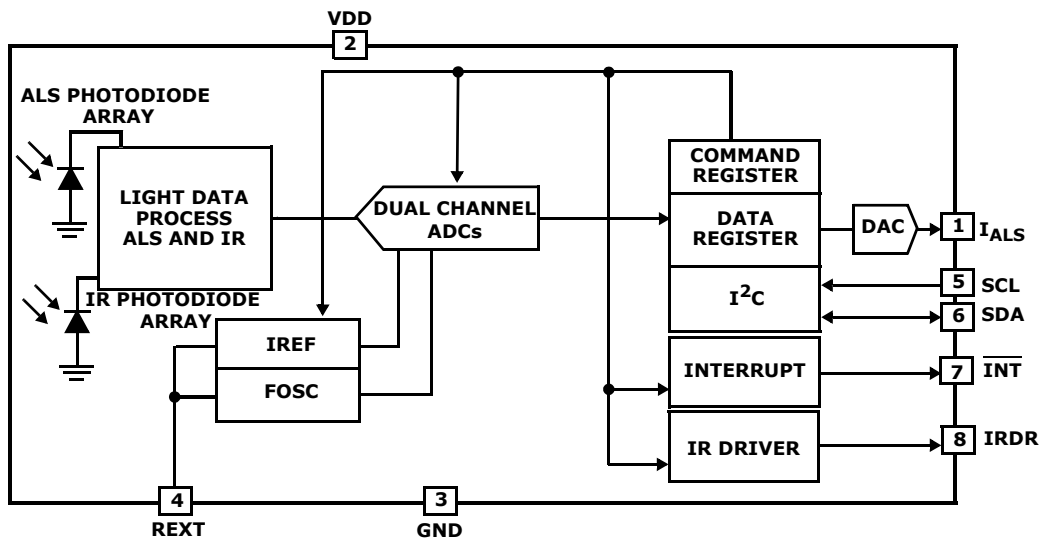 VDD
2
ALS PHOTODIODE
ARRAY
LIGHT DATA
PROCESS
ALS AND IR
DUAL CHANNEL
ADCs
COMMAND
REGISTER
DATA
REGISTER
I²C
DAC
1
I_ALS
5
SCL
6
SDA
IR PHOTODIODE
ARRAY
IREF
FOSC
INTERRUPT
7
I̅N̅T̅
IR DRIVER
8
IRDR
4
REXT
3
GND